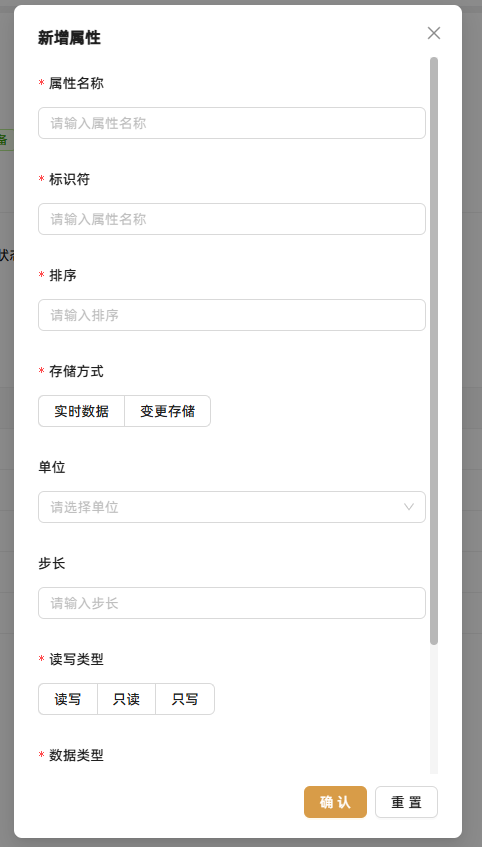 新增属性
* 属性名称
请输入属性名称
* 标识符
请输入属性名称
* 排序
请输入排序
* 存储方式
实时数据 变更存储
单位
请选择单位
步长
请输入步长
* 读写类型
读写 只读 只写
* 数据类型
确 认 重 置
备